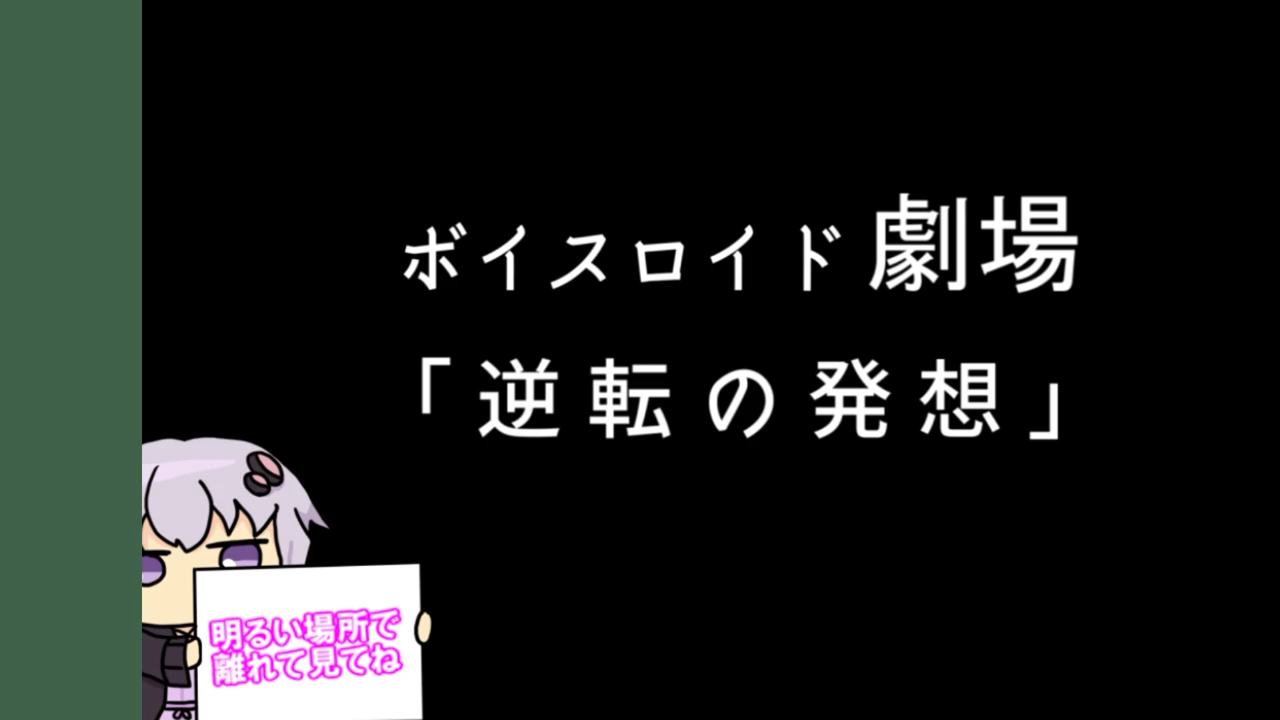 ボイスロイド劇場
「逆転の発想」
明るい場所で
離れて見てね